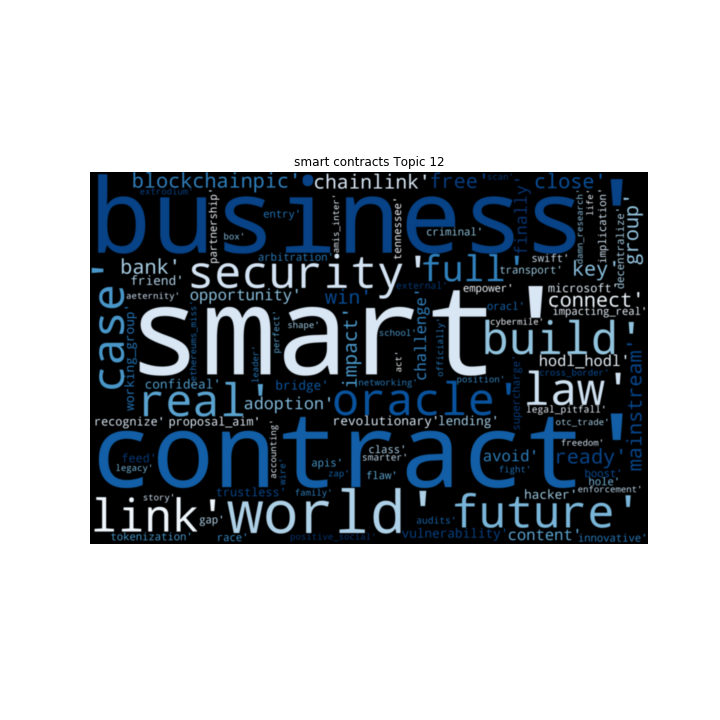 smart contracts Topic 12
blockchainpic' chainlink' free' scan' close'
extrodium'
business'
partnership'
entry'
box'
amis_inter'
tennessee'
criminal'
finally'
damn_research'
life'
implication'
decentralize'
group'
arbitration'
swift'
bank' security' full' transport' key'
friend'
case'
aeternity' opportunity' win' external' empower' microsoft'
oracl' connect'
impacting_real'
smart'
working_group'
ethereums_miss'
leader'
perfect'
shape'
impact'
school'
act'
challenge'
officially'
cybermile'
build'
hodl_hodl'
cross_border'
mainstream'
confideal' bridge' networking' position'
supercharge'
law'
real' adoption' oracle' legal_pitfall'
recognize' proposal_aim' revolutionary' lending' otc_trade'
contract'
freedom'
accounting'
wire'
class'
smarter'
feed' apis' avoid' ready'
legacy' zap' flaw' fight' boost'
hole'
trustless' family' hacker' enforcement'
story'
link' world' future'
gap' audits'
tokenization' race' positive_social' vulnerability' content' innovative'